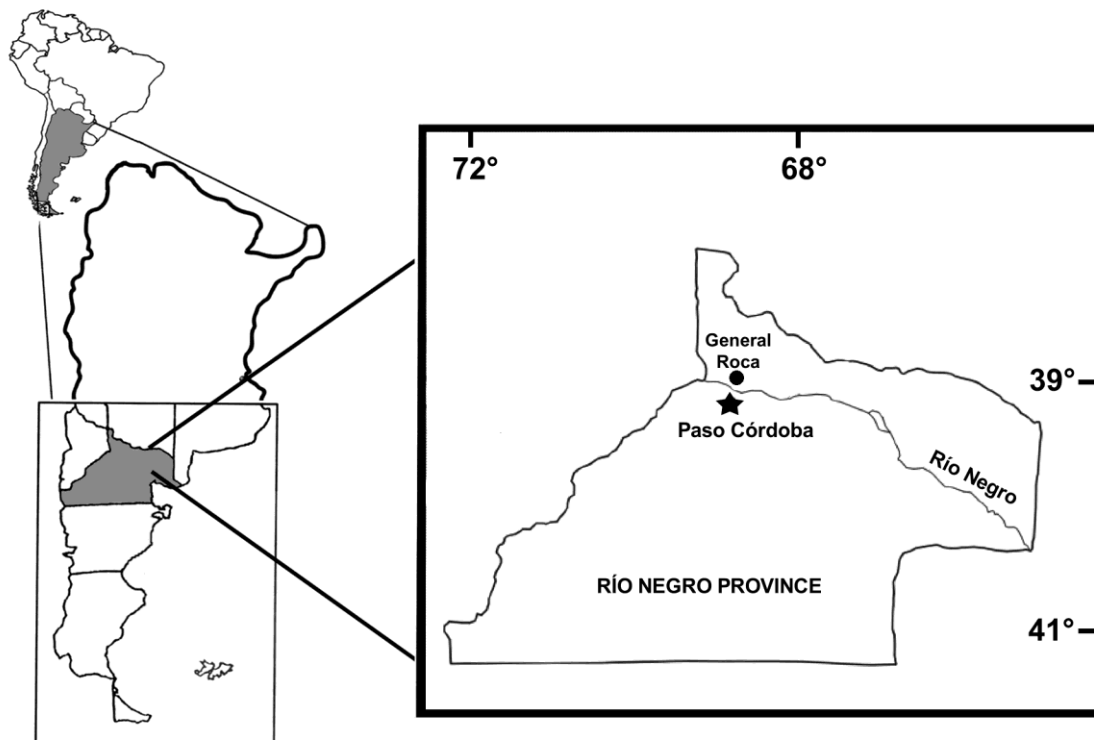 72°
68°
General
Roca
39°
Paso Córdoba
Río Negro
RÍO NEGRO PROVINCE
41°